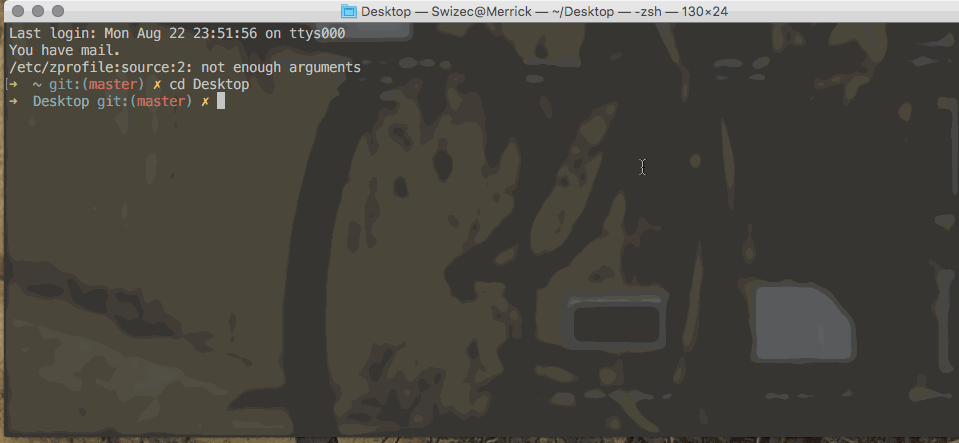 Desktop — Swizec@Merrick — ~/Desktop — -zsh — 130×24
Last login: Mon Aug 22 23:51:56 on ttys000
You have mail.
/etc/zprofile:source:2: not enough arguments
[➜  ~ git:(master) ✗ cd Desktop
➜  Desktop git:(master) ✗